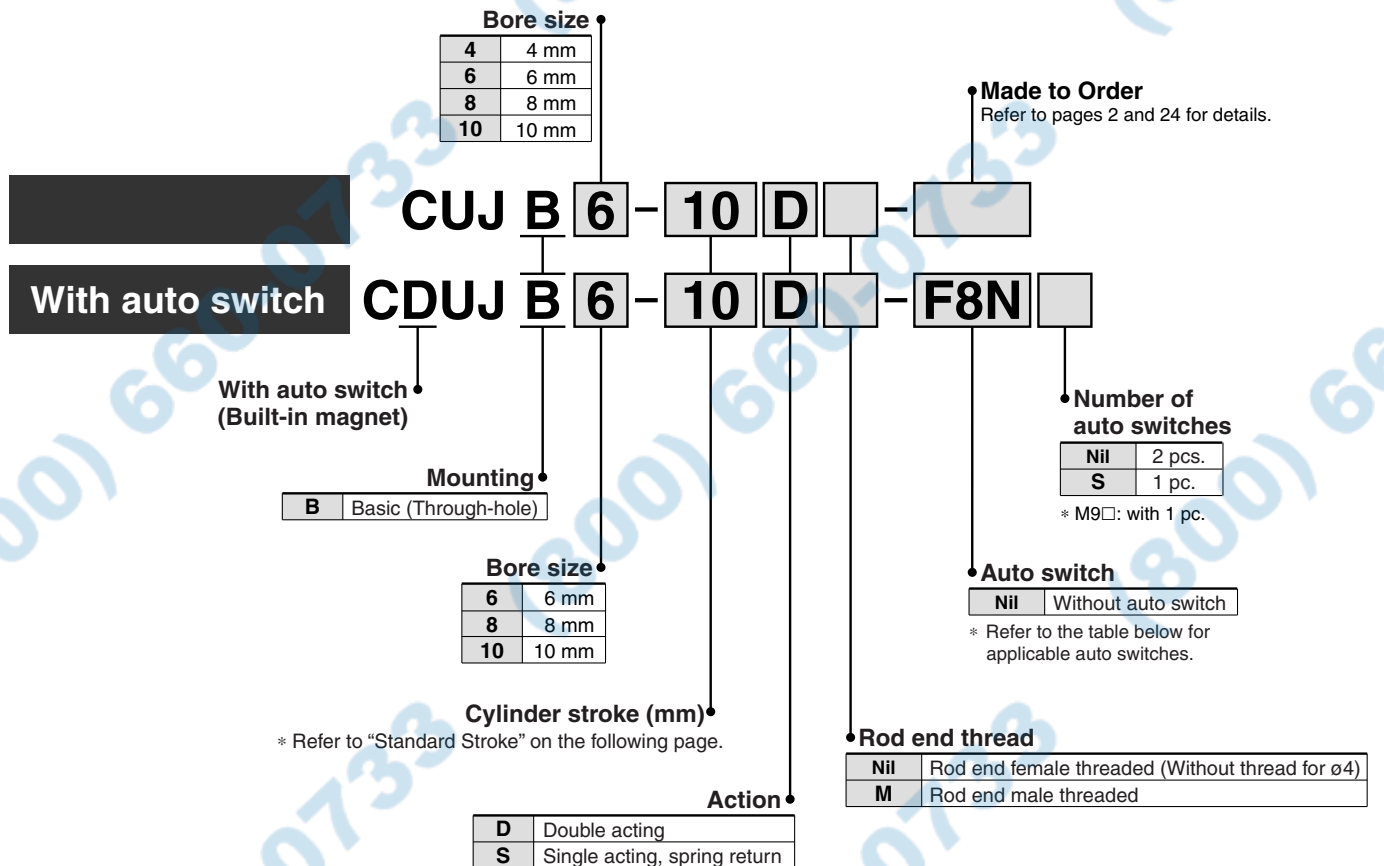 Bore size
4 4 mm
6 6 mm
8 8 mm
10 10 mm
Made to Order
Refer to pages 2 and 24 for details.
CUJ B 6 – 10 D –
With auto switch CDUJ B 6 – 10 D – F8N
With auto switch
(Built-in magnet)
Number of
auto switches
Nil 2 pcs.
S 1 pc.
* M9□: with 1 pc.
Mounting
B Basic (Through-hole)
Bore size
6 6 mm
8 8 mm
10 10 mm
Auto switch
Nil Without auto switch
* Refer to the table below for
applicable auto switches.
Cylinder stroke (mm)
* Refer to “Standard Stroke” on the following page.
Rod end thread
Nil Rod end female threaded (Without thread for ø4)
M Rod end male threaded
Action
D Double acting
S Single acting, spring return
(800) 660-0733